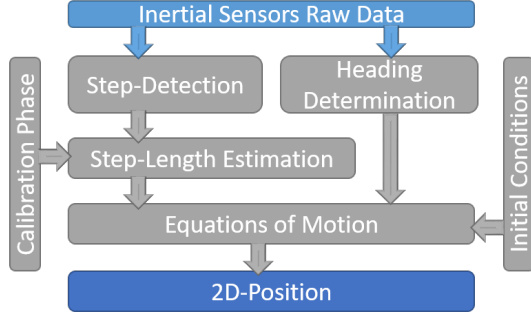 Inertial Sensors Raw Data
Step-Detection
Heading
Determination
Calibration Phase
Step-Length Estimation
Initial Conditions
Equations of Motion
2D-Position